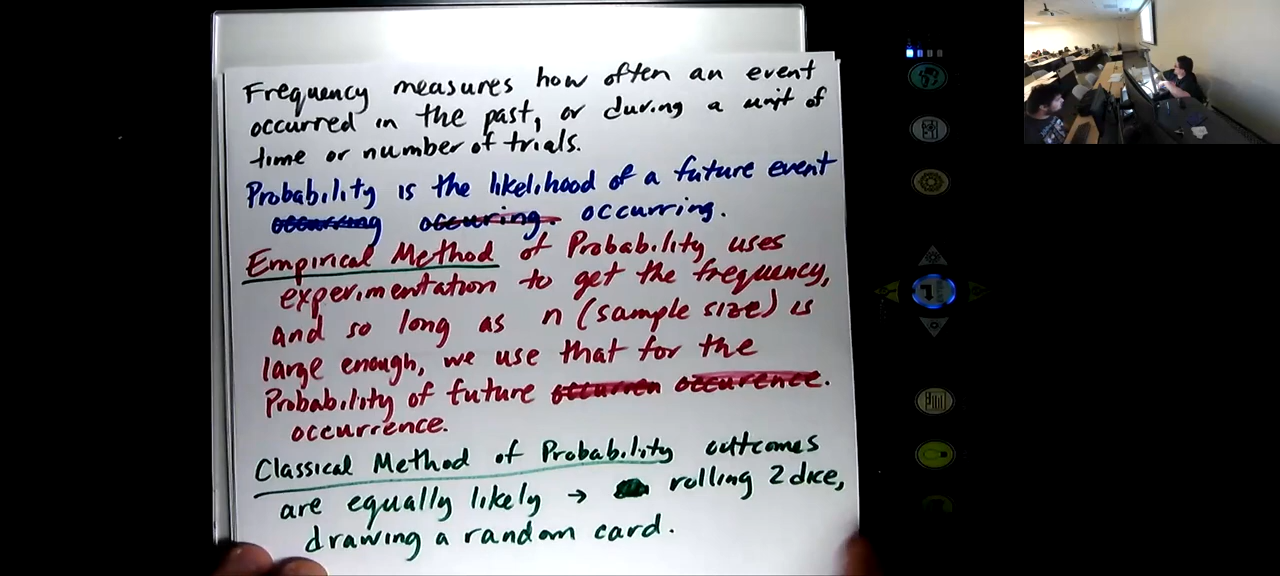 Frequency measures how often an event
occurred in the past, or during a unit of
time or number of trials.
Probability is the likelihood of a future event
occurring occuring. occurring.
Empirical Method of Probability uses
experimentation to get the frequency,
and so long as n (sample size) is
large enough, we use that for the
Probability of future occurren occurence.
occurrence.
Classical Method of Probability outcomes
are equally likely → rolling 2 dice,
drawing a random card.